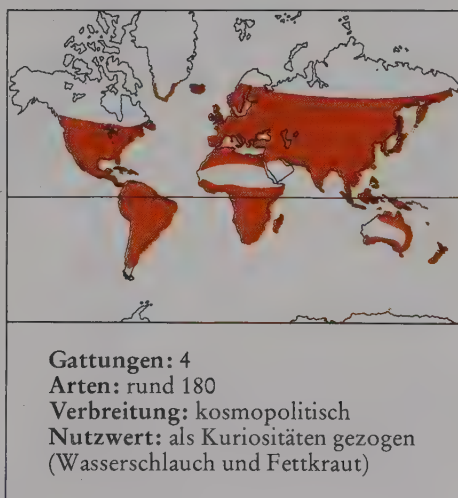 Gattungen: 4
Arten: rund 180
Verbreitung: kosmopolitisch
Nutzwert: als Kuriositäten gezogen
(Wasserschlauch und Fettkraut)